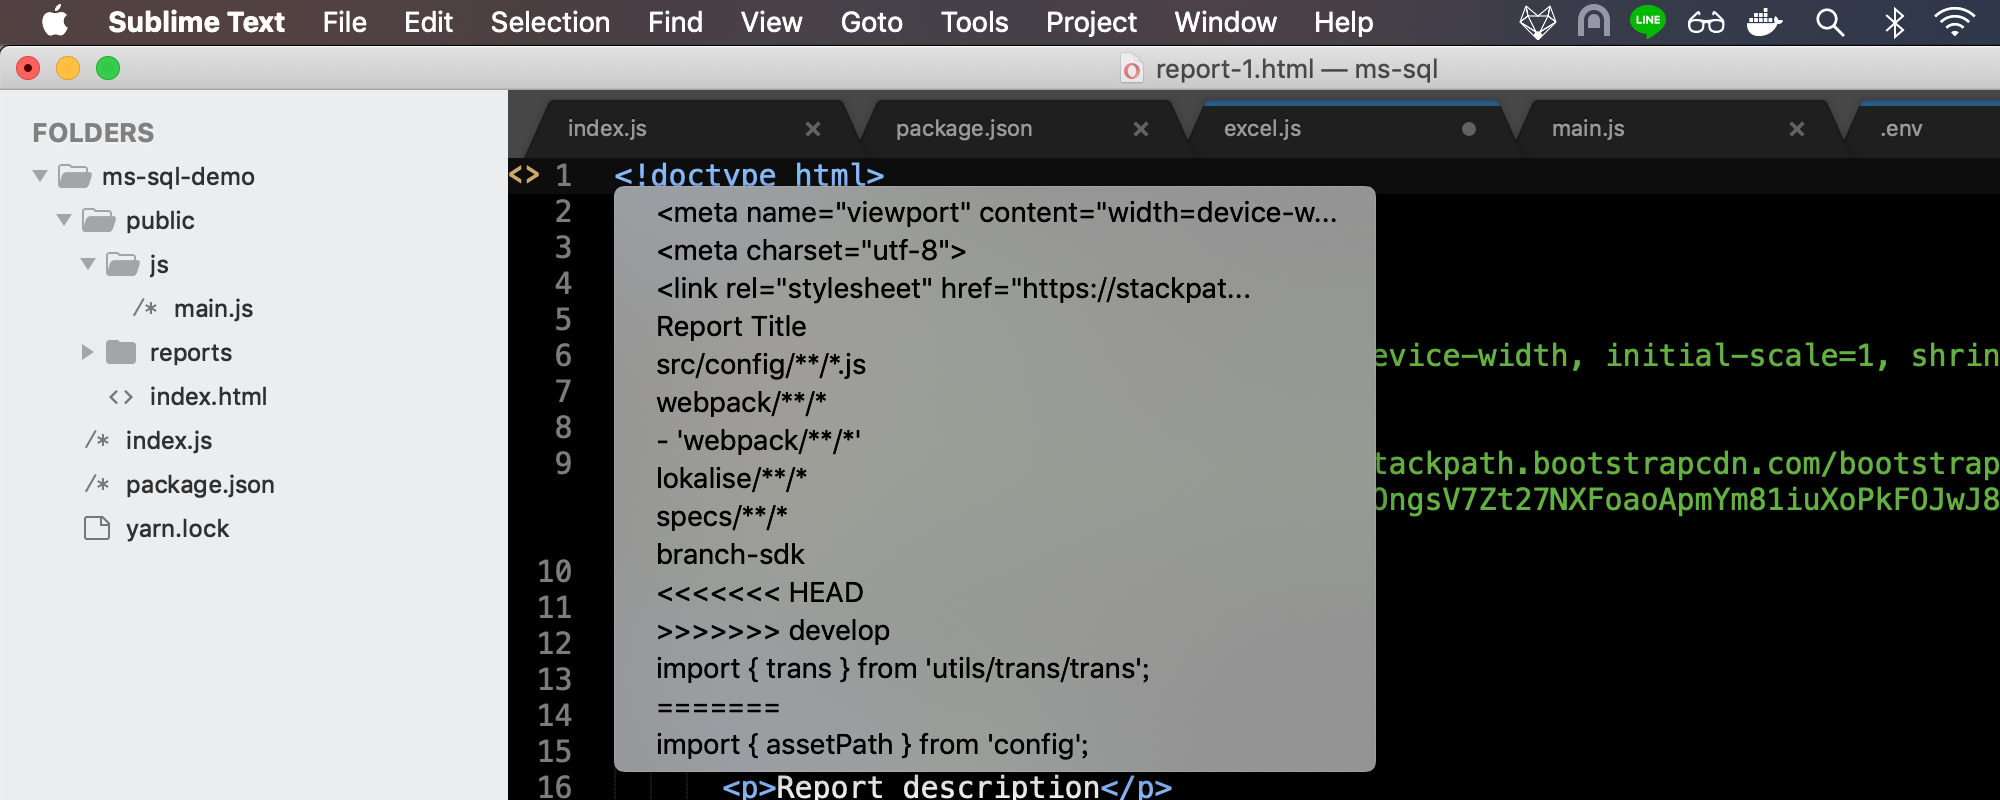 Sublime Text File Edit Selection Find View Goto Tools Project Window Help LINE
report-1.html — ms-sql
FOLDERS
ms-sql-demo
public
js
/* main.js
reports
<> index.html
/* index.js
/* package.json
yarn.lock
index.js × package.json × excel.js main.js × .env
<> 1 <!doctype html>
2
3
4
5
6 evice-width, initial-scale=1, shrin
7
8
9 tackpath.bootstrapcdn.com/bootstrap
OngsV7Zt27NXFoaoApmYm81iuXoPkFOJwJ8
10
11
12
13
14
15
16 <p>Report description</p>
<meta name="viewport" content="width=device-w...
<meta charset="utf-8">
<link rel="stylesheet" href="https://stackpat...
Report Title
src/config/**/*.js
webpack/**/*
- 'webpack/**/*'
lokalise/**/*
specs/**/*
branch-sdk
<<<<<<< HEAD
>>>>>>> develop
import { trans } from 'utils/trans/trans';
=======
import { assetPath } from 'config';